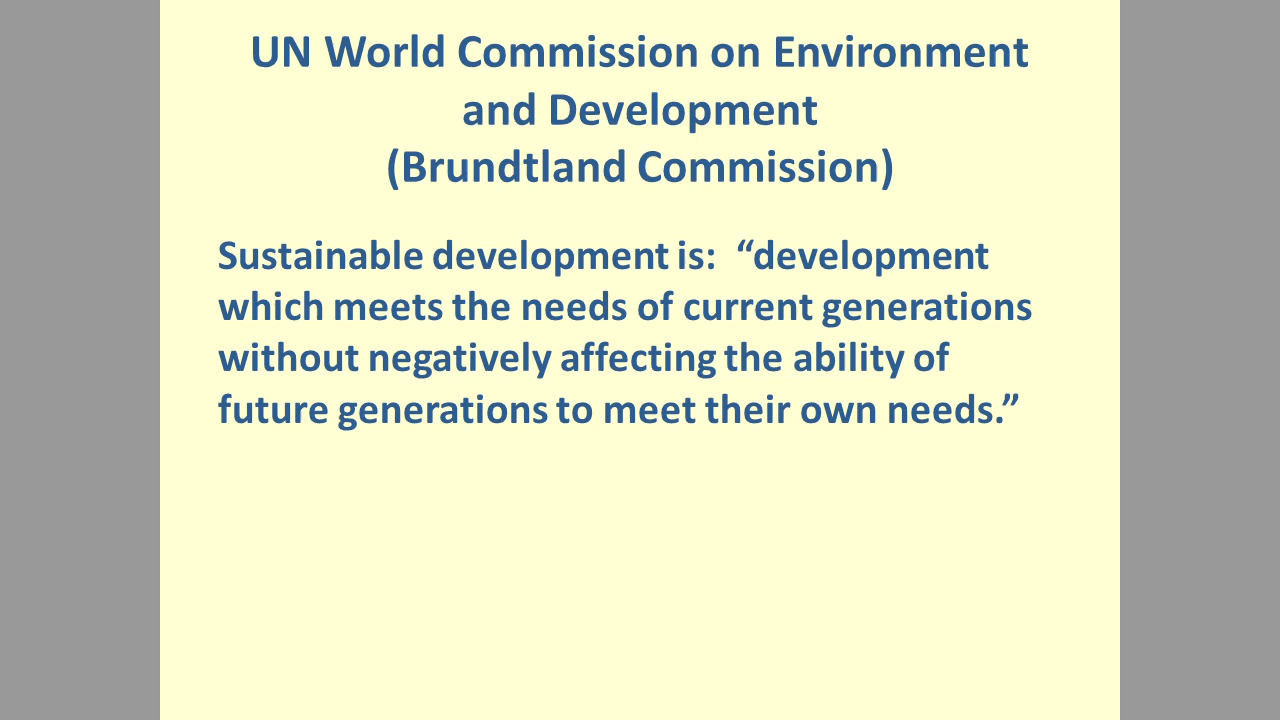 UN World Commission on Environment
and Development
(Brundtland Commission)
Sustainable development is:  “development
which meets the needs of current generations
without negatively affecting the ability of
future generations to meet their own needs.”